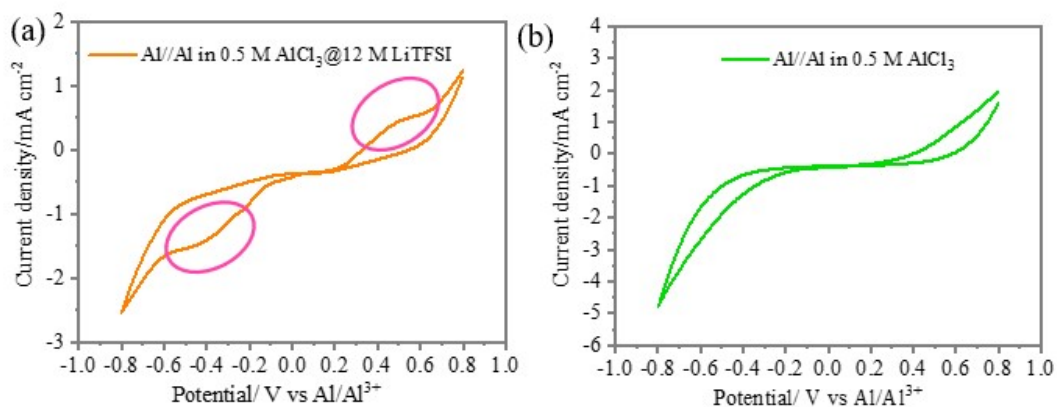 (a)
Al//Al in 0.5 M AlCl3@12 M LiTFSI
Current density/mA cm-2
2
1
0
-1
-2
-3
-1.0 -0.8 -0.6 -0.4 -0.2 0.0 0.2 0.4 0.6 0.8 1.0
Potential/ V vs Al/Al3+
(b)
Al//Al in 0.5 M AlCl3
Current density/mA cm-2
4
3
2
1
0
-1
-2
-3
-4
-5
-6
-1.0 -0.8 -0.6 -0.4 -0.2 0.0 0.2 0.4 0.6 0.8 1.0
Potential/ V vs Al/Al3+